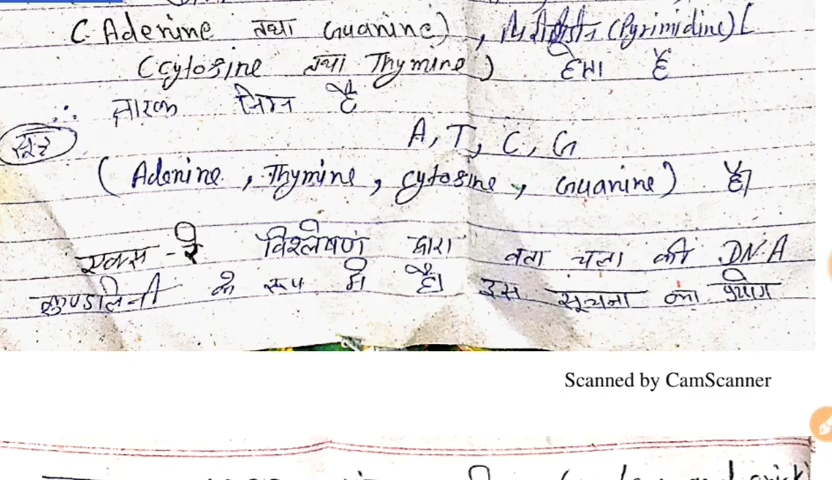 C Adenine तथा Guanine), (Pyrimidine) [
(Cytosine तथा Thymine) होता है
∴ क्षारक निम्न है
A, T, C, G
(Adenine, Thymine, Cytosine, Guanine) है।
एक्स-रे विश्लेषण द्वारा पता चला की DNA
कुण्डलिनी के रूप में है। इस सूचना का प्रयोग
Scanned by CamScanner